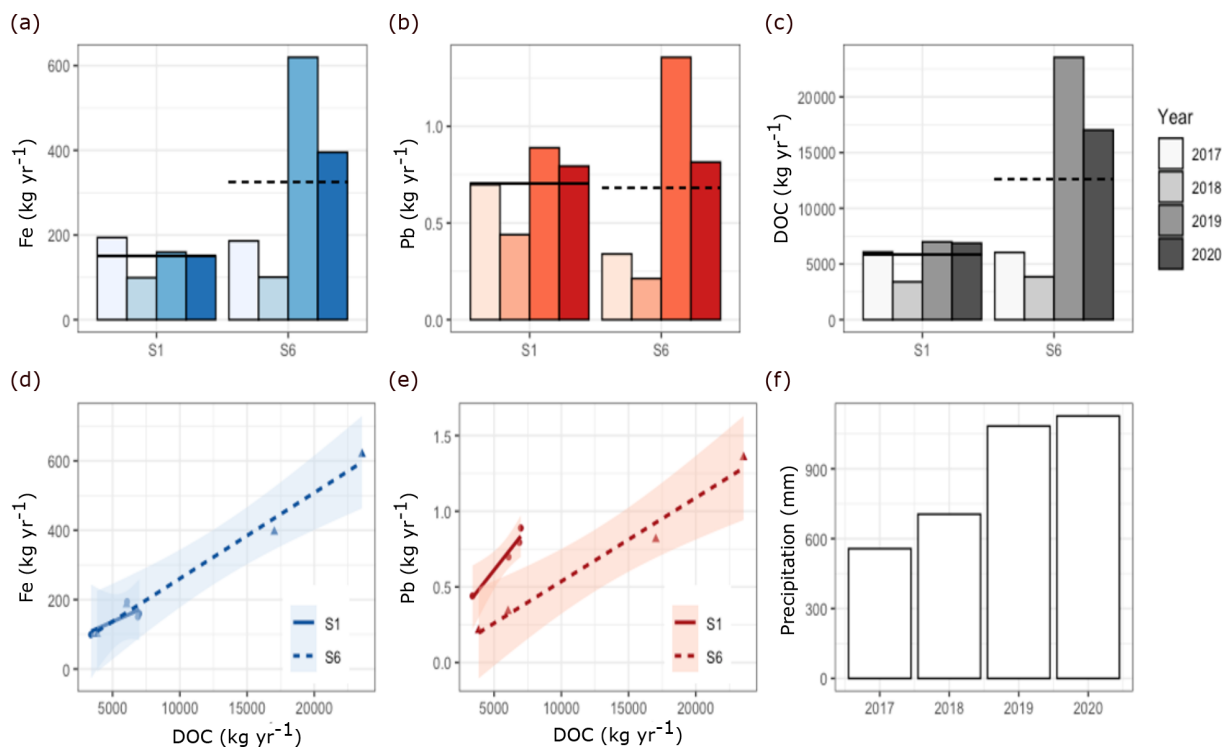 (a)
Fe (kg yr⁻¹)
600
400
200
0
S1 S6
(b)
Pb (kg yr⁻¹)
1.0
0.5
0.0
S1 S6
(c)
DOC (kg yr⁻¹)
20000
15000
10000
5000
0
S1 S6
Year
2017
2018
2019
2020
(d)
Fe (kg yr⁻¹)
600
400
200
0
S1
S6
5000 10000 15000 20000
DOC (kg yr⁻¹)
(e)
Pb (kg yr⁻¹)
1.5
1.0
0.5
0.0
S1
S6
5000 10000 15000 20000
DOC (kg yr⁻¹)
(f)
Precipitation (mm)
900
600
300
0
2017 2018 2019 2020